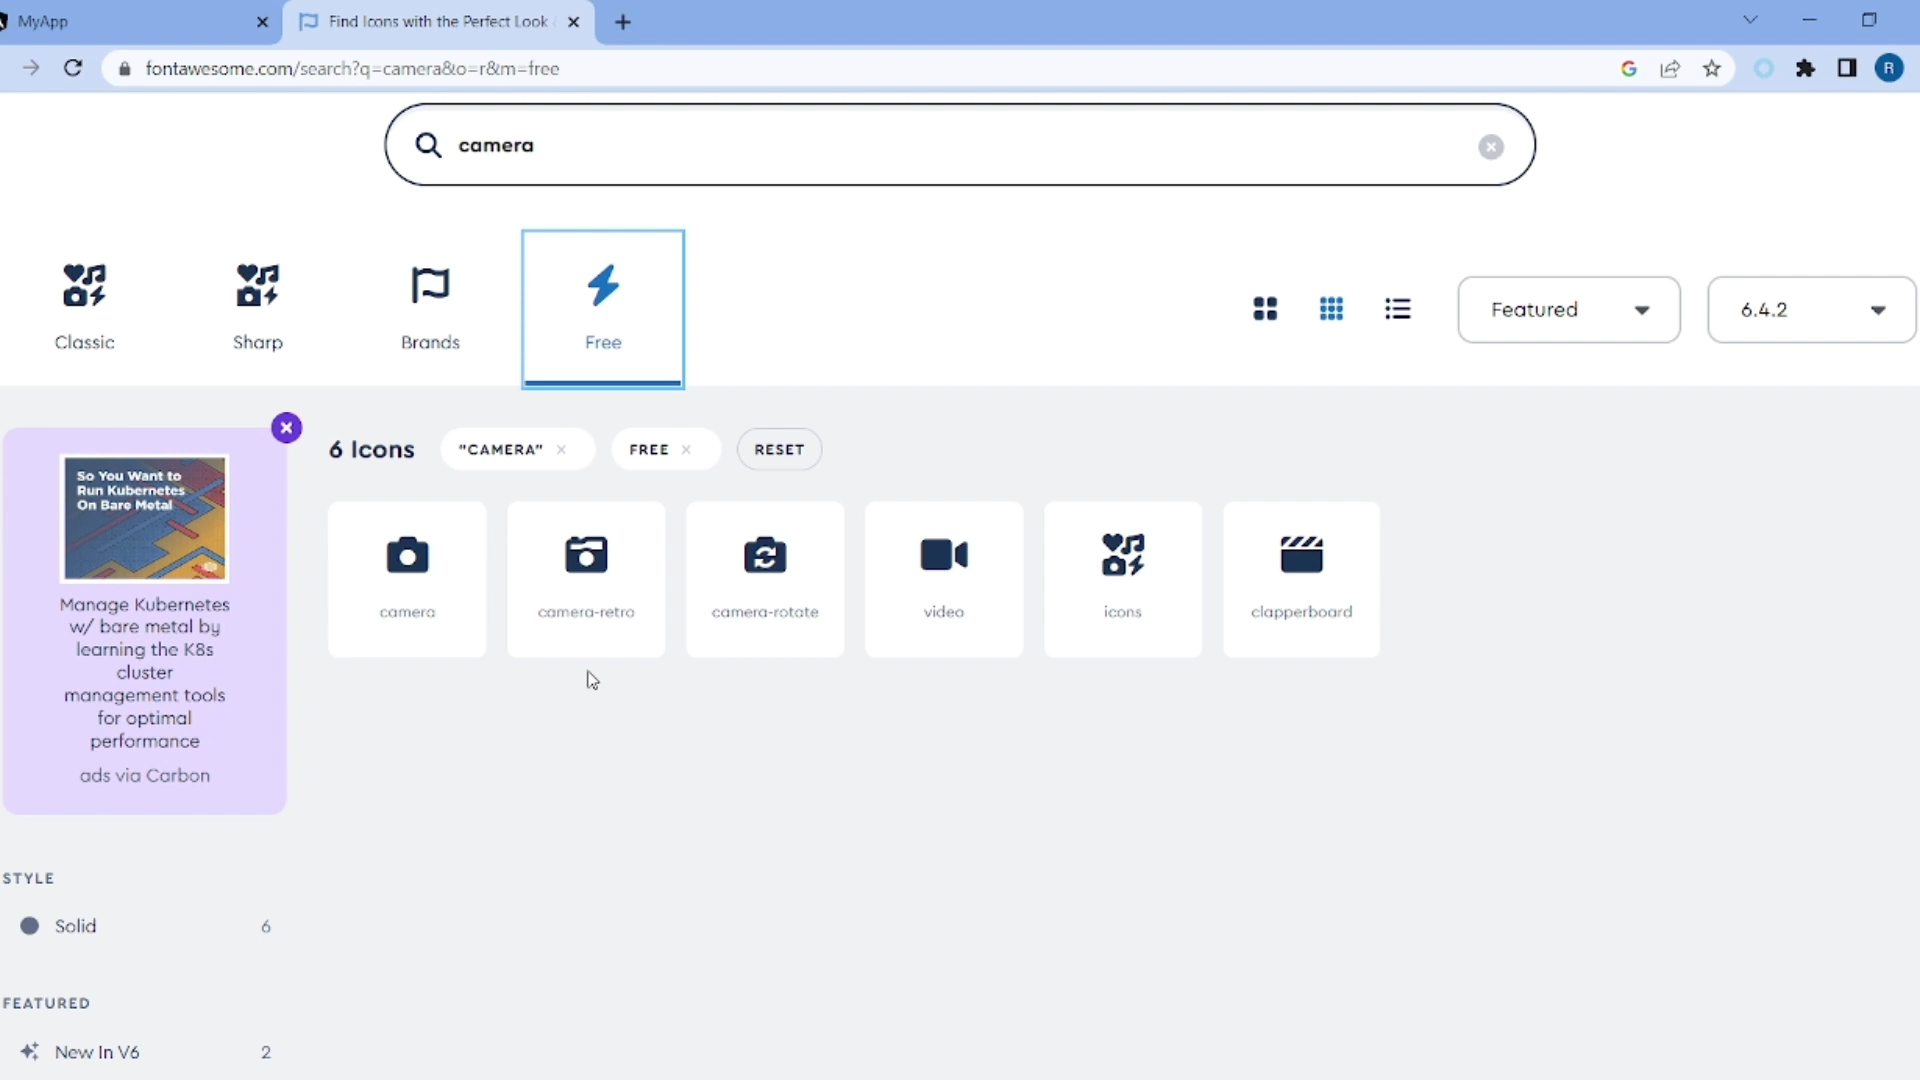 MyApp
Find Icons with the Perfect Look
fontawesome.com/search?q=camera&o=r&m=free
R
camera
Classic
Sharp
Brands
Free
Featured
6.4.2
So You Want to
Run Kubernetes
On Bare Metal
Manage Kubernetes
w/ bare metal by
learning the K8s
cluster
management tools
for optimal
performance
ads via Carbon
6 Icons
"CAMERA"
FREE
RESET
camera
camera-retro
camera-rotate
video
icons
clapperboard
STYLE
Solid
6
FEATURED
New In V6
2